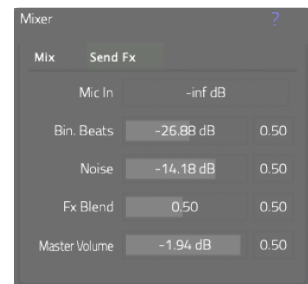 Mixer ?
Mix Send Fx
Mic In -inf dB
Bin. Beats -26.88 dB 0.50
Noise -14.18 dB 0.50
Fx Blend 0.50 0.50
Master Volume -1.94 dB 0.50